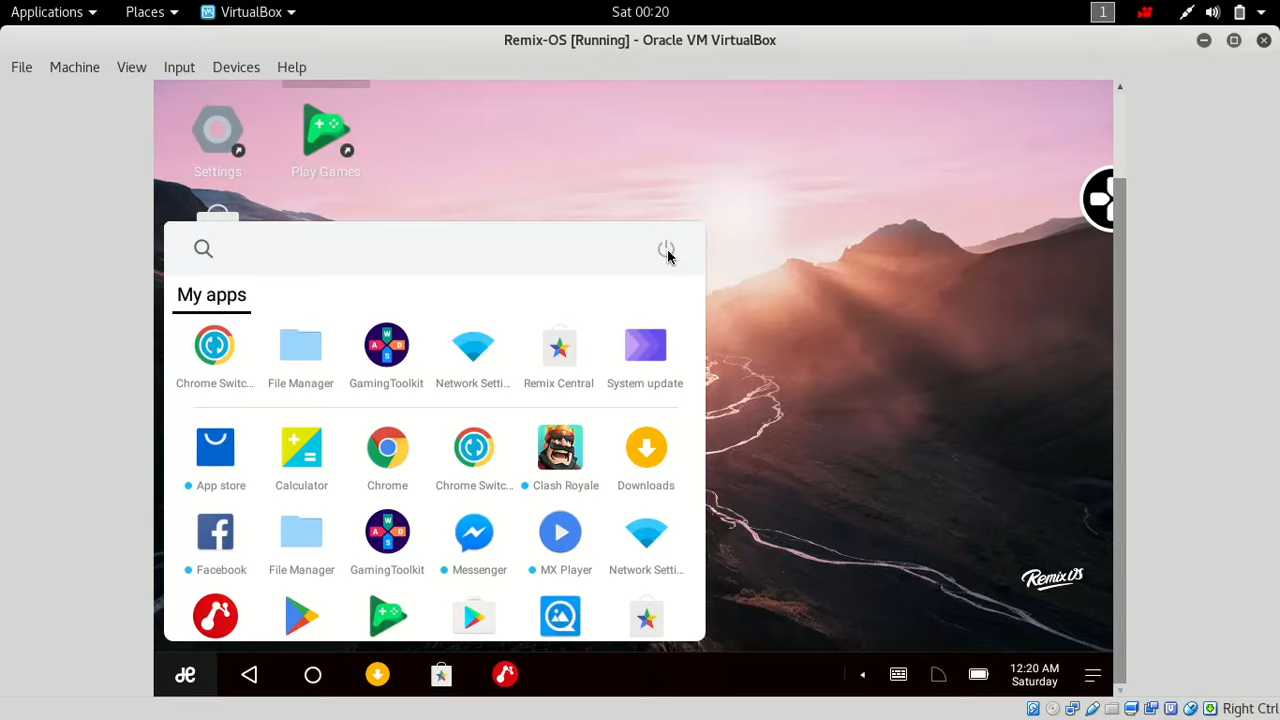 Applications Places VirtualBox Sat 00:20 1
Remix-OS [Running] - Oracle VM VirtualBox
File Machine View Input Devices Help
Settings Play Games
My apps
Chrome Switc... File Manager GamingToolkit Network Setti... Remix Central System update
W A D S
App store Calculator Chrome Chrome Switc... Clash Royale Downloads
Facebook File Manager GamingToolkit Messenger MX Player Network Setti...
W A D S
Remix OS
12:20 AM
Saturday
Right Ctrl